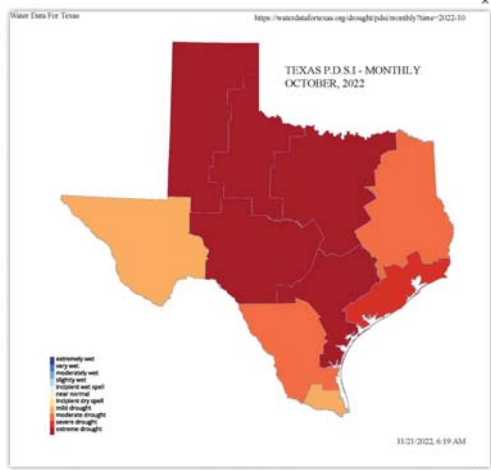 Water Data For Texas
https://waterdatafortexas.org/drought/pdsi/monthly?time=2022-10
TEXAS P.D.S.I - MONTHLY
OCTOBER, 2022
extremely wet
very wet
moderately wet
slightly wet
incipient wet spell
near normal
incipient dry spell
mild drought
moderate drought
severe drought
extreme drought
11/21/2022, 6:19 AM